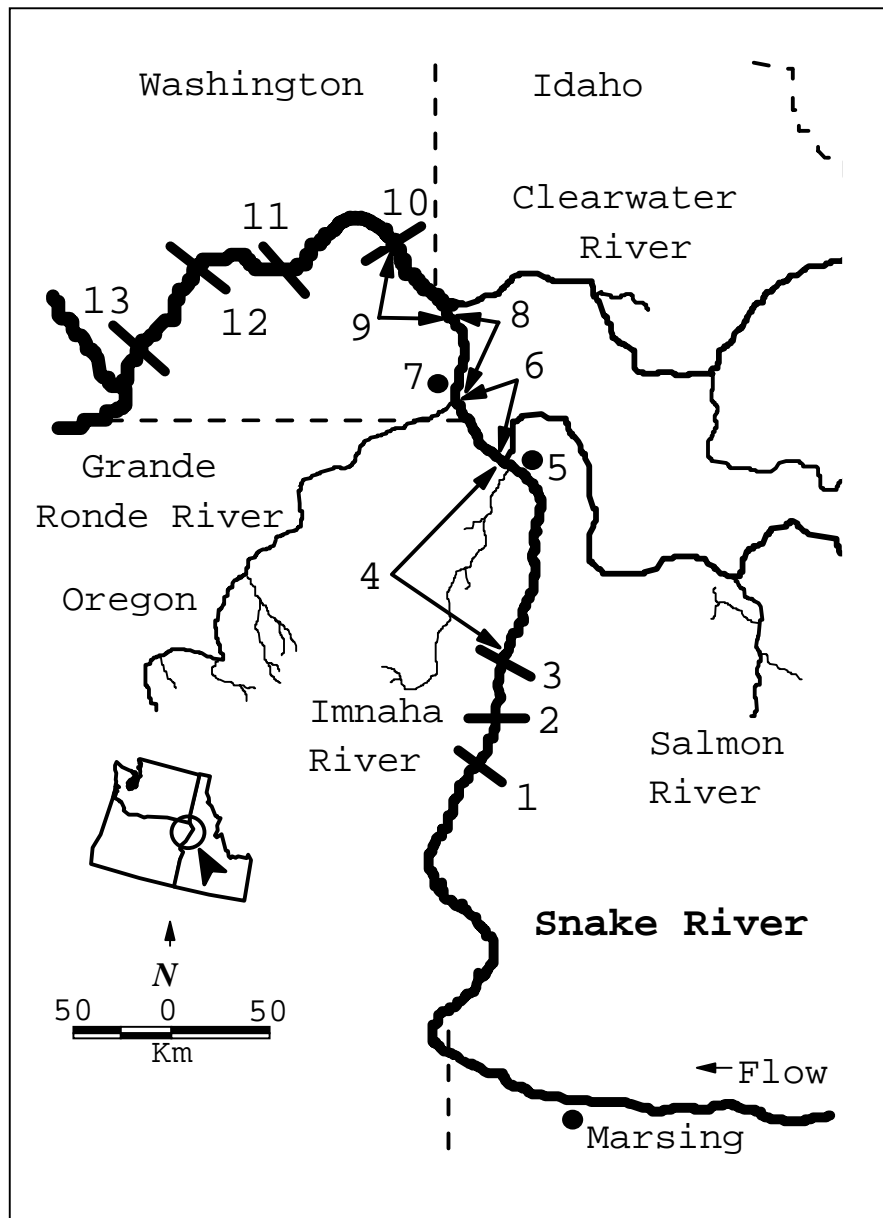 Washington
Idaho
Clearwater
River
10
11
12
13
9
8
7
6
5
Grande
Ronde River
4
Oregon
3
Imnaha
River
2
Salmon
River
1
Snake River
N
50 0 50
Km
Flow
Marsing